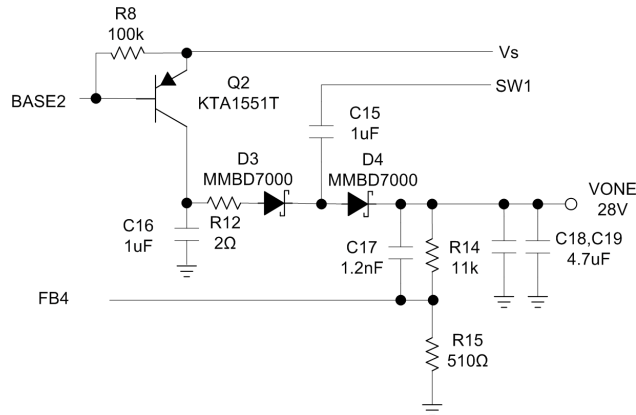 R8
100k
Vs
SW1
BASE2
Q2
KTA1551T
C15
1uF
D3
MMBD7000
D4
MMBD7000
VONE
28V
C16
1uF
R12
2Ω
C17
1.2nF
R14
11k
C18,C19
4.7uF
FB4
R15
510Ω